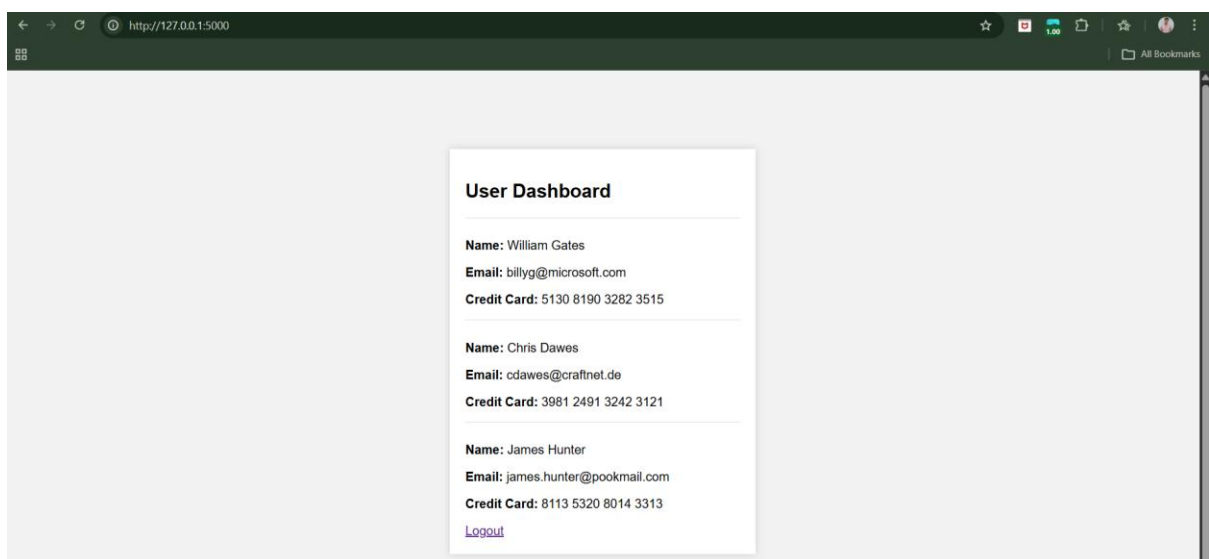 http://127.0.0.1:5000
1.00
All Bookmarks
User Dashboard
Name: William Gates
Email: billyg@microsoft.com
Credit Card: 5130 8190 3282 3515
Name: Chris Dawes
Email: cdawes@craftnet.de
Credit Card: 3981 2491 3242 3121
Name: James Hunter
Email: james.hunter@pookmail.com
Credit Card: 8113 5320 8014 3313
Logout